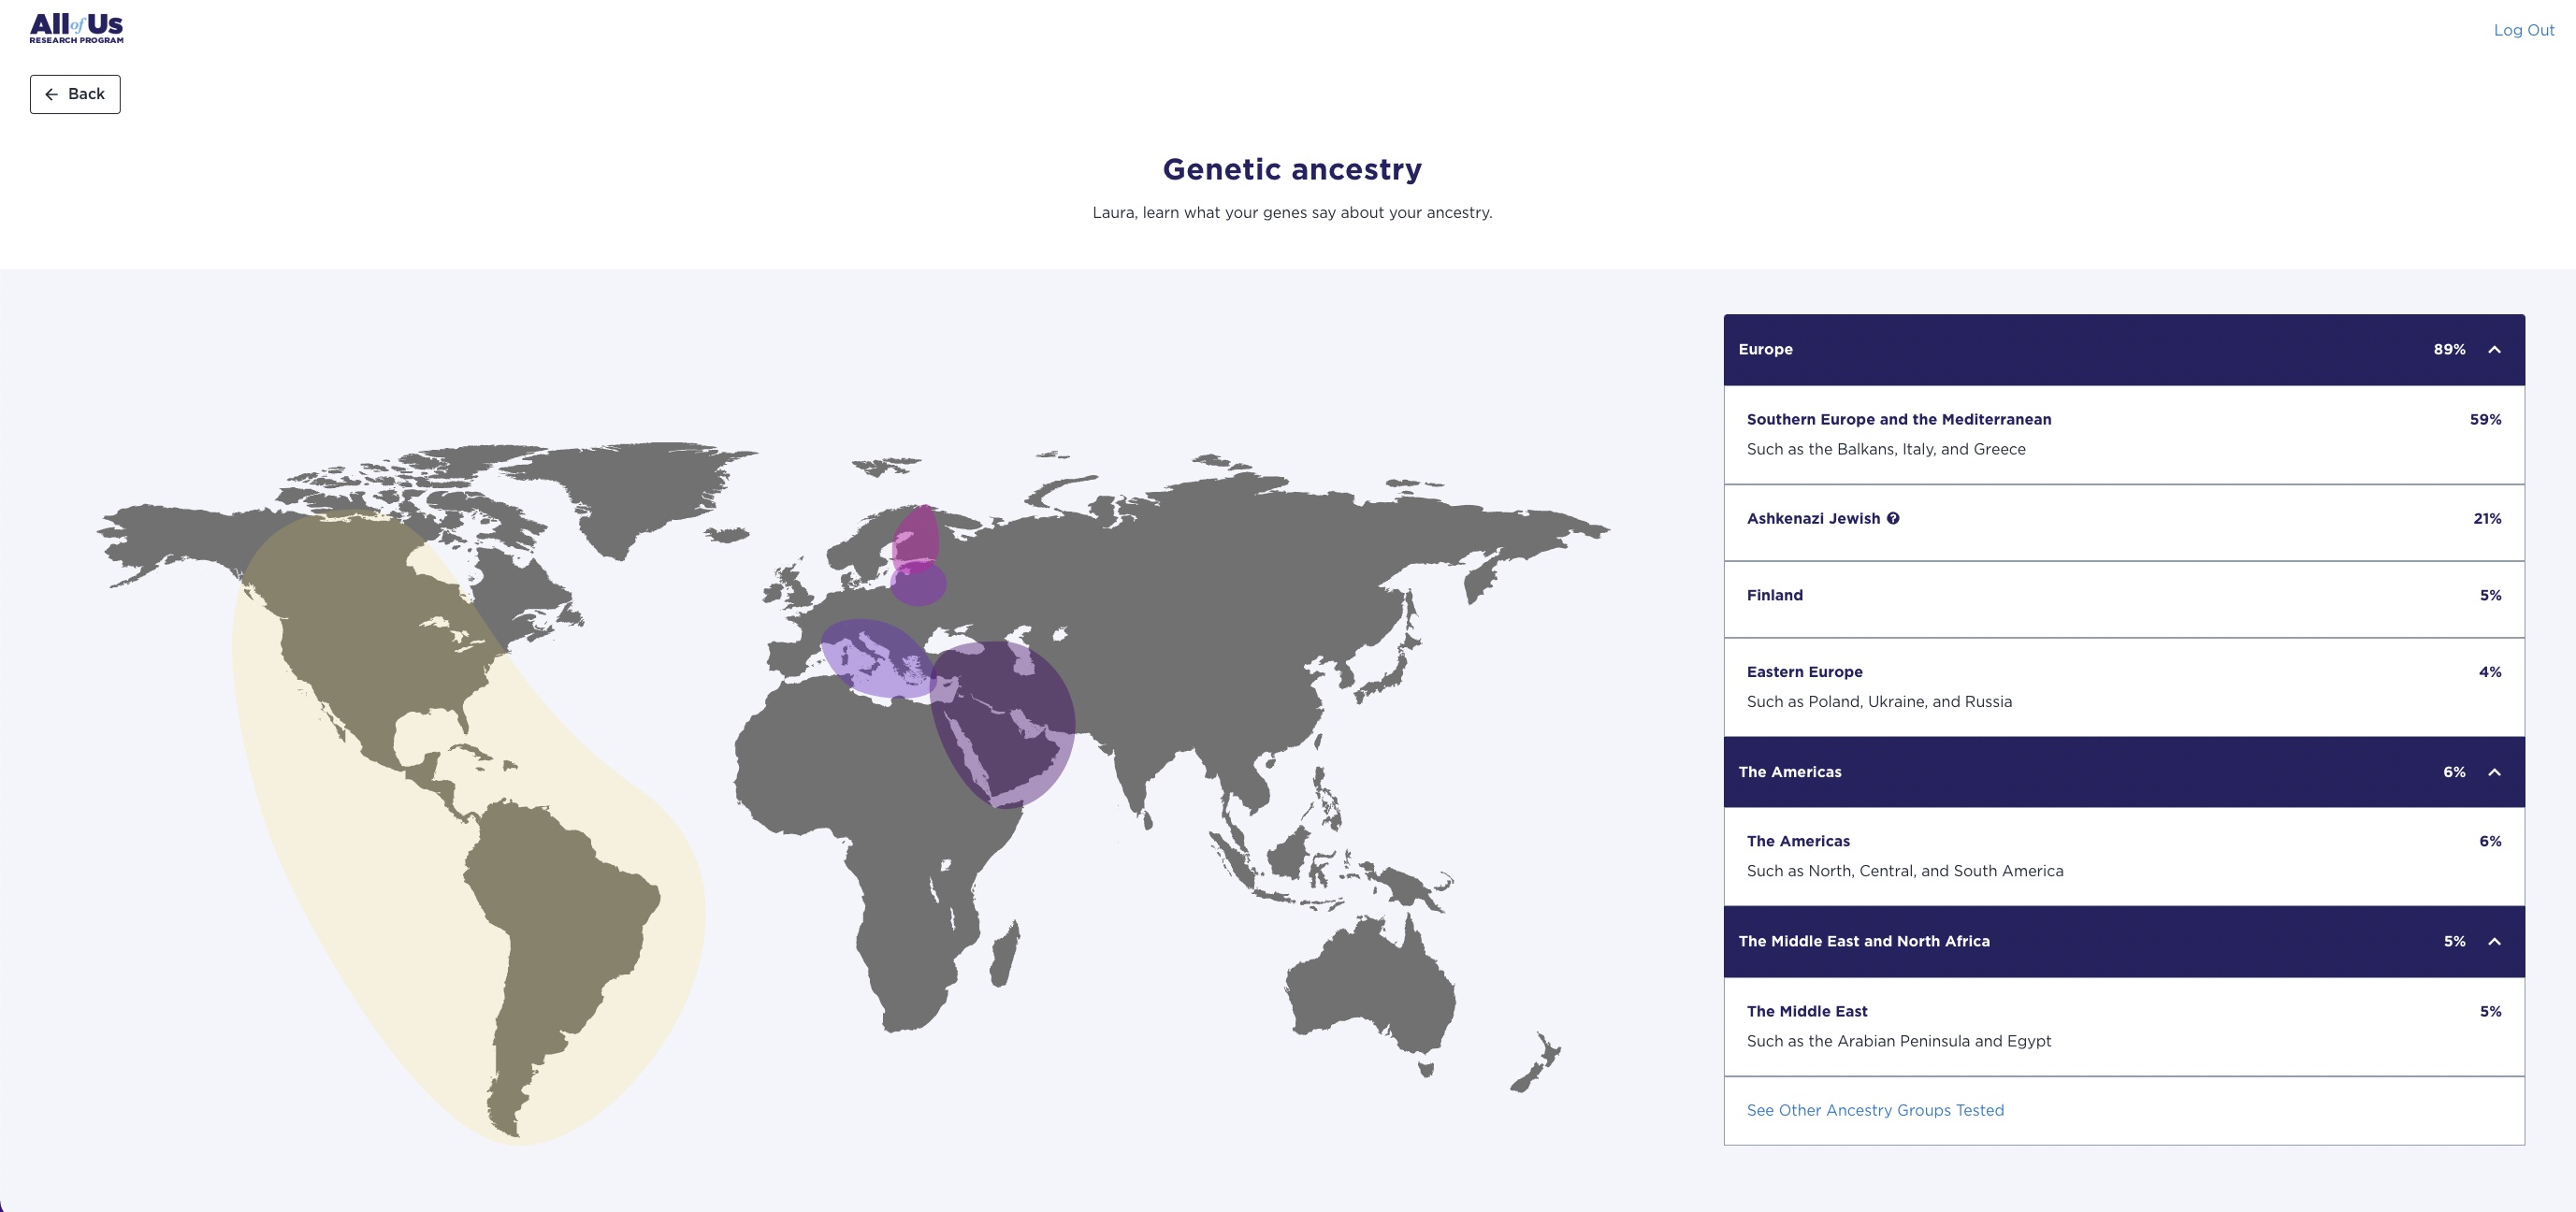 All of Us
RESEARCH PROGRAM
Log Out
Back
Genetic ancestry
Laura, learn what your genes say about your ancestry.
Europe 89%
Southern Europe and the Mediterranean 59%
Such as the Balkans, Italy, and Greece
Ashkenazi Jewish ? 21%
Finland 5%
Eastern Europe 4%
Such as Poland, Ukraine, and Russia
The Americas 6%
The Americas 6%
Such as North, Central, and South America
The Middle East and North Africa 5%
The Middle East 5%
Such as the Arabian Peninsula and Egypt
See Other Ancestry Groups Tested